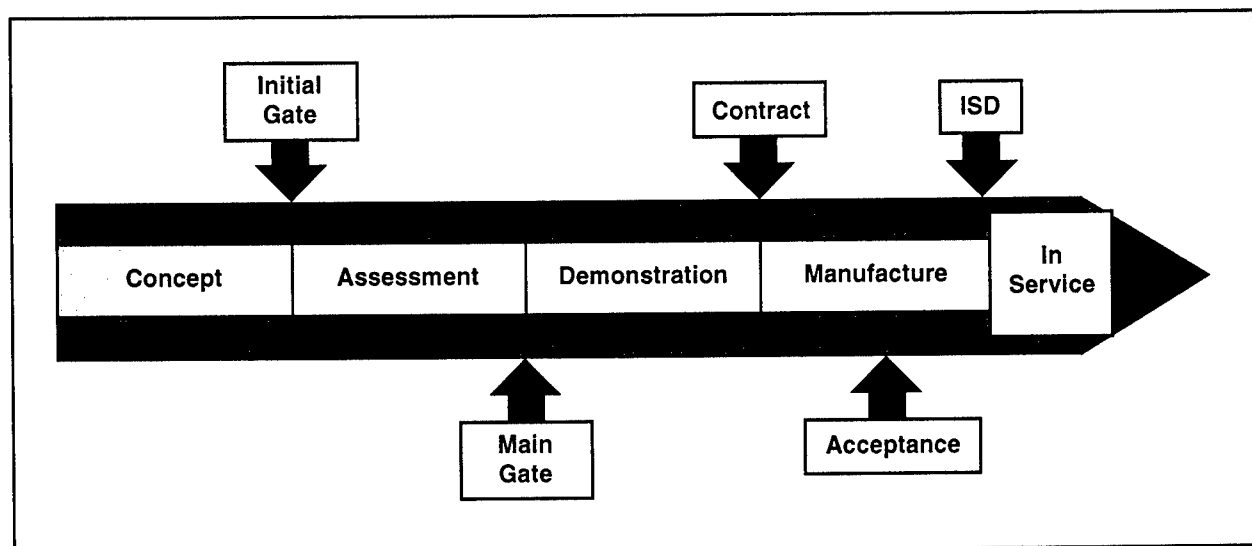 Initial
Gate
Contract
ISD
Concept
Assessment
Demonstration
Manufacture
In
Service
Main
Gate
Acceptance